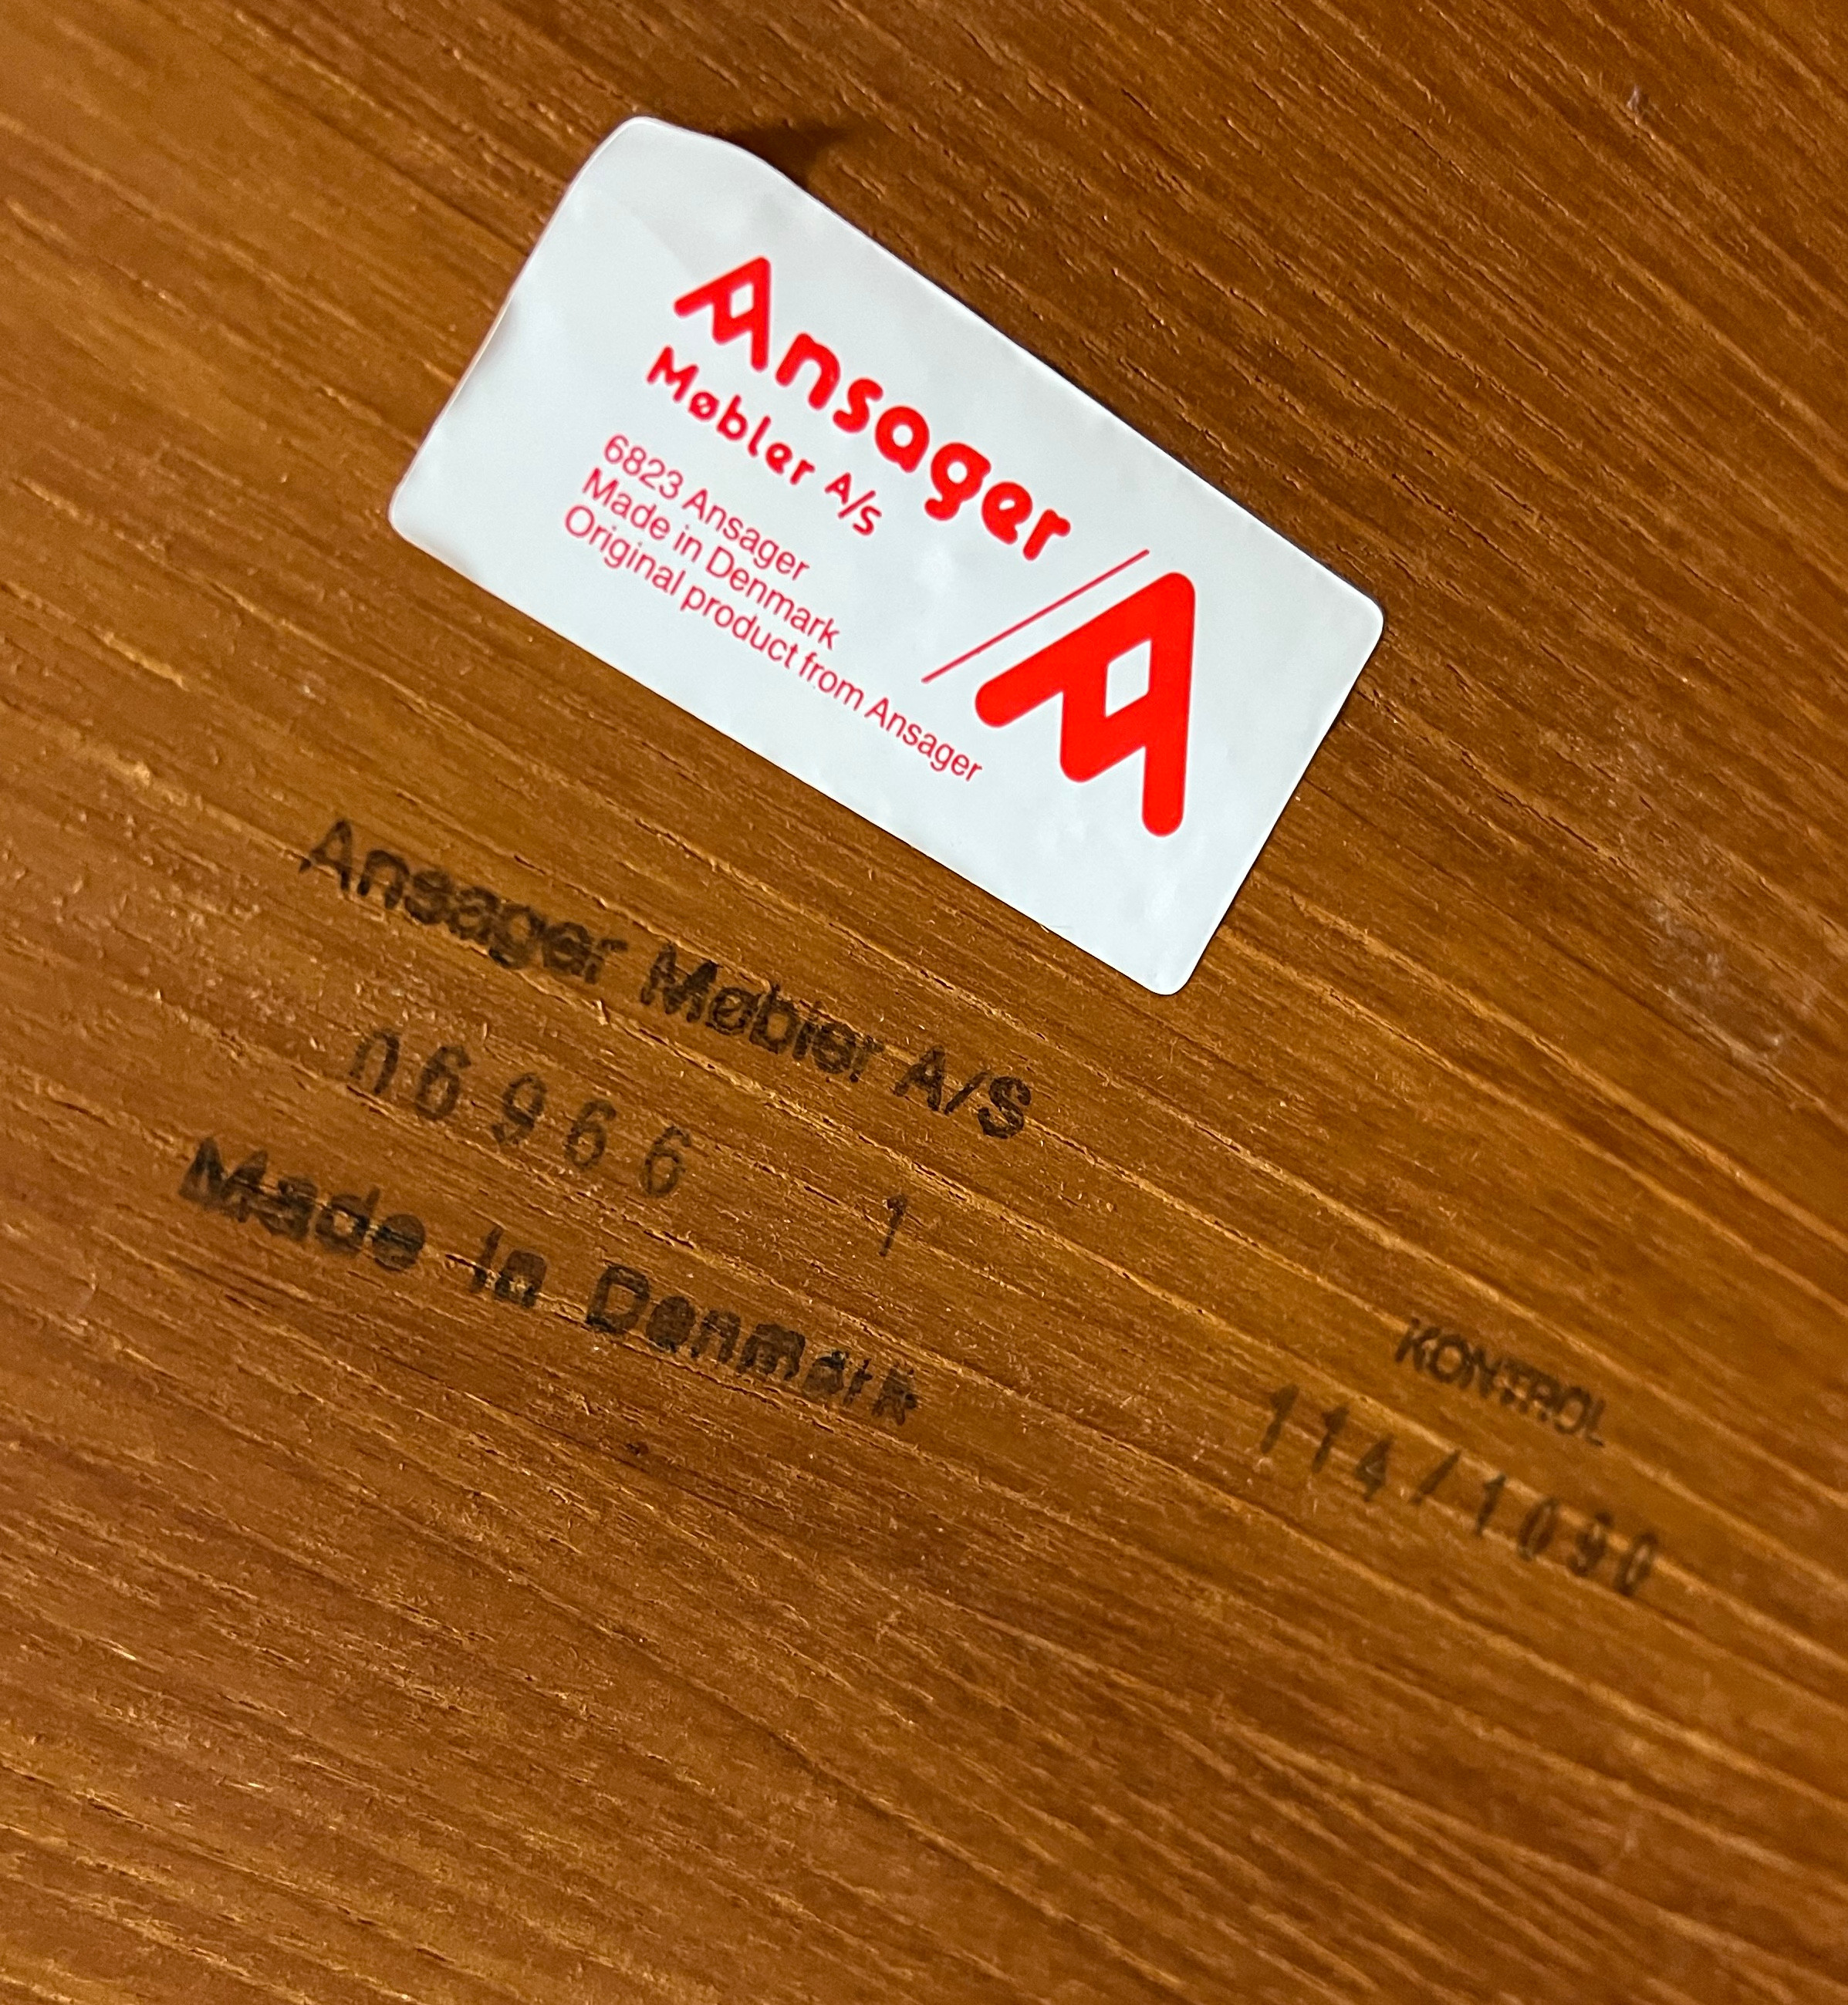 Ansager
Møbler A/S
6823 Ansager
Made in Denmark
Original product from Ansager
Ansager Møbler A/S
06966 1
Made in Denmark
KONTROL
114/1090